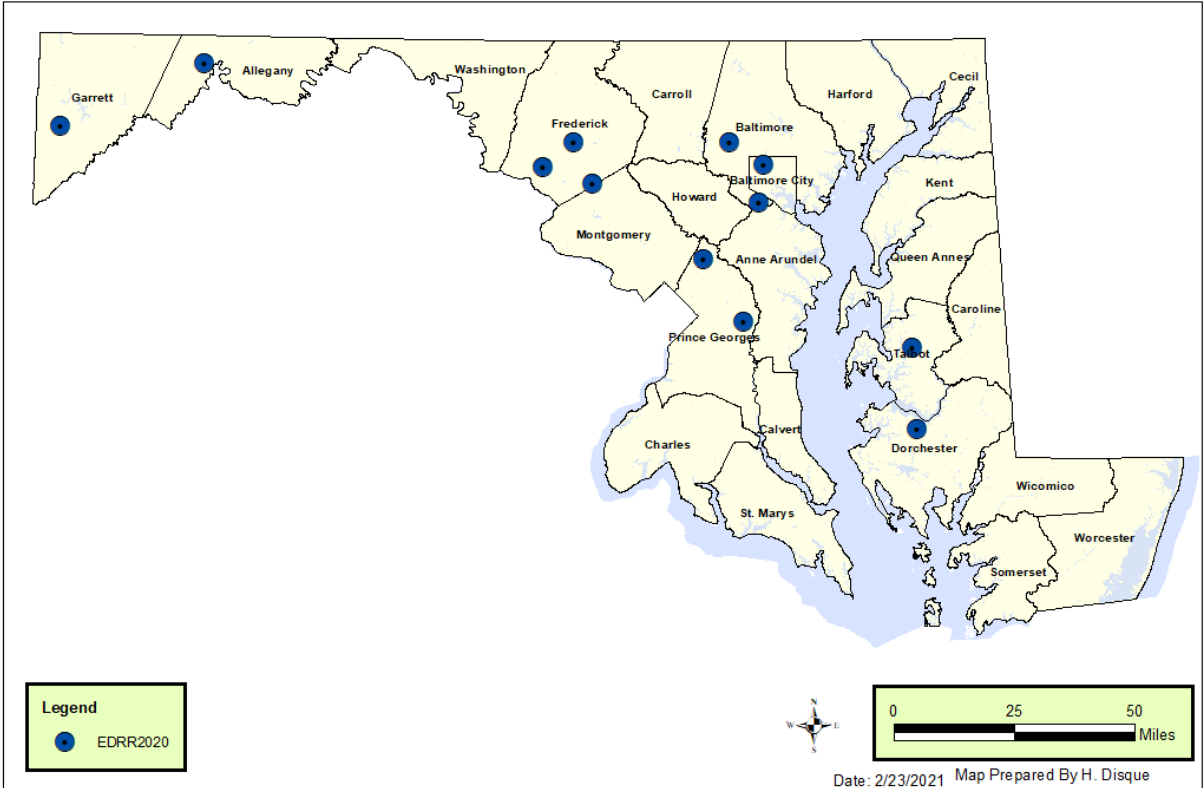 Washington
Allegany
Cecil
Garrett
Carroll
Harford
Frederick
Baltimore
Baltimore City
Kent
Howard
Montgomery
Queen Annes
Anne Arundel
Caroline
Prince Georges
Talbot
Calvert
Charles
Dorchester
Wicomico
St. Marys
Worcester
Somerset
Legend
EDRR2020
N
W E
S
0 25 50
Miles
Date: 2/23/2021 Map Prepared By H. Disque